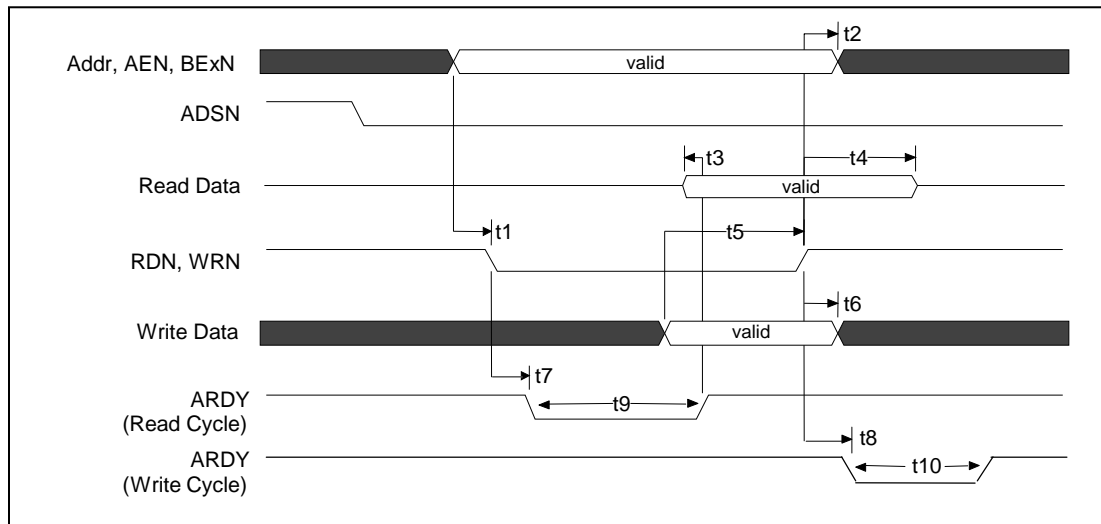 t2
Addr, AEN, BExN
valid
ADSN
t3
t4
Read Data
valid
t1
t5
RDN, WRN
t6
Write Data
valid
t7
ARDY
(Read Cycle)
t9
t8
ARDY
(Write Cycle)
t10